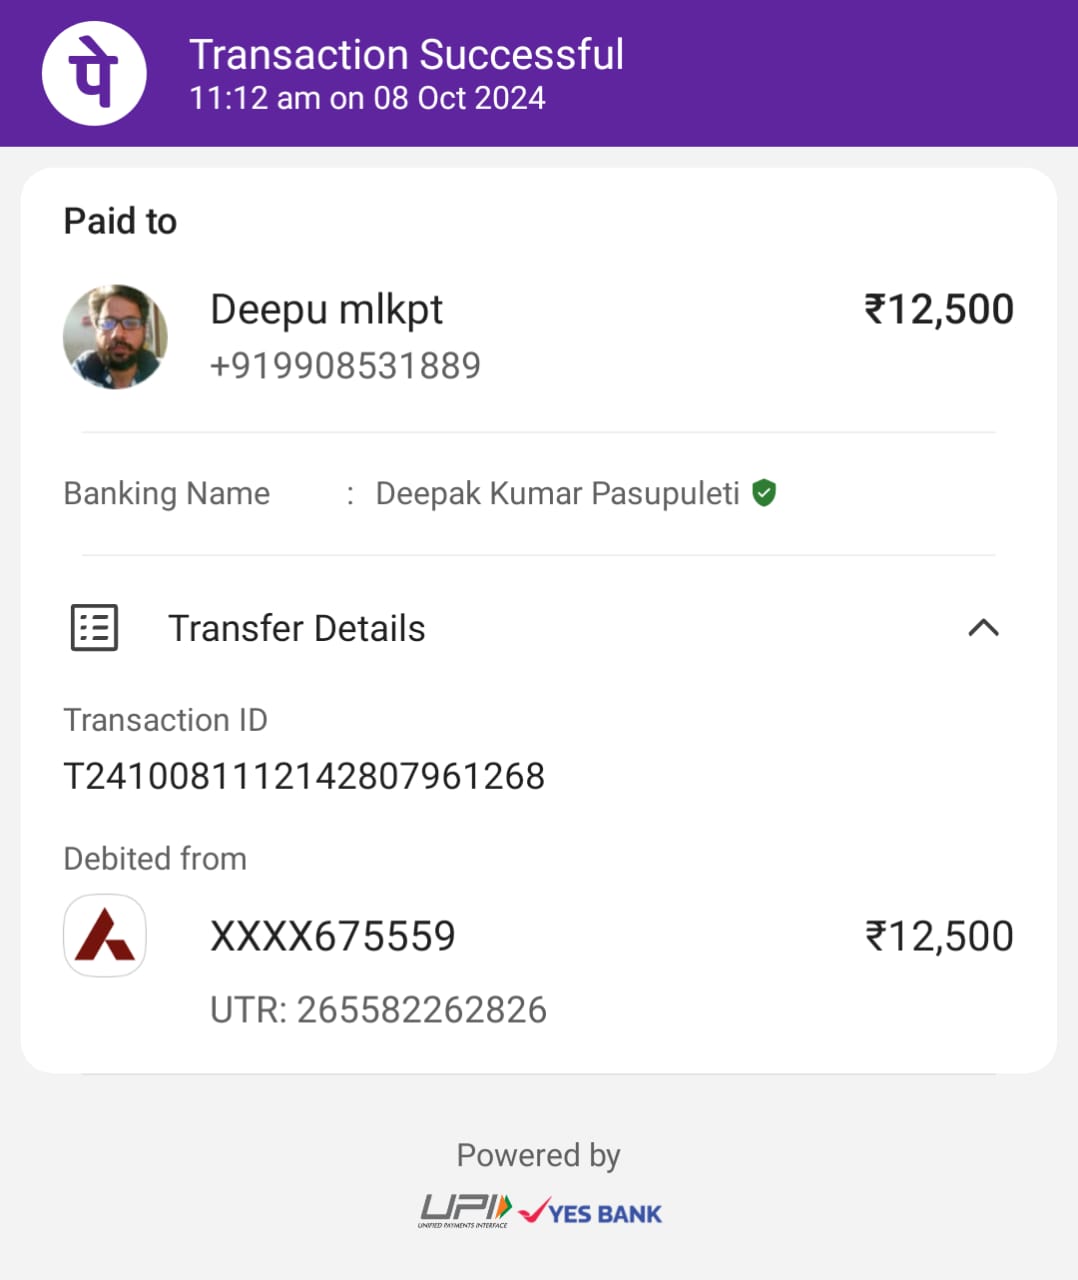 पे
Transaction Successful
11:12 am on 08 Oct 2024
Paid to
Deepu mlkpt ₹12,500
+919908531889
Banking Name : Deepak Kumar Pasupuleti
Transfer Details
Transaction ID
T2410081112142807961268
Debited from
XXXX675559 ₹12,500
UTR: 265582262826
Powered by
UPI YES BANK
UNIFIED PAYMENTS INTERFACE